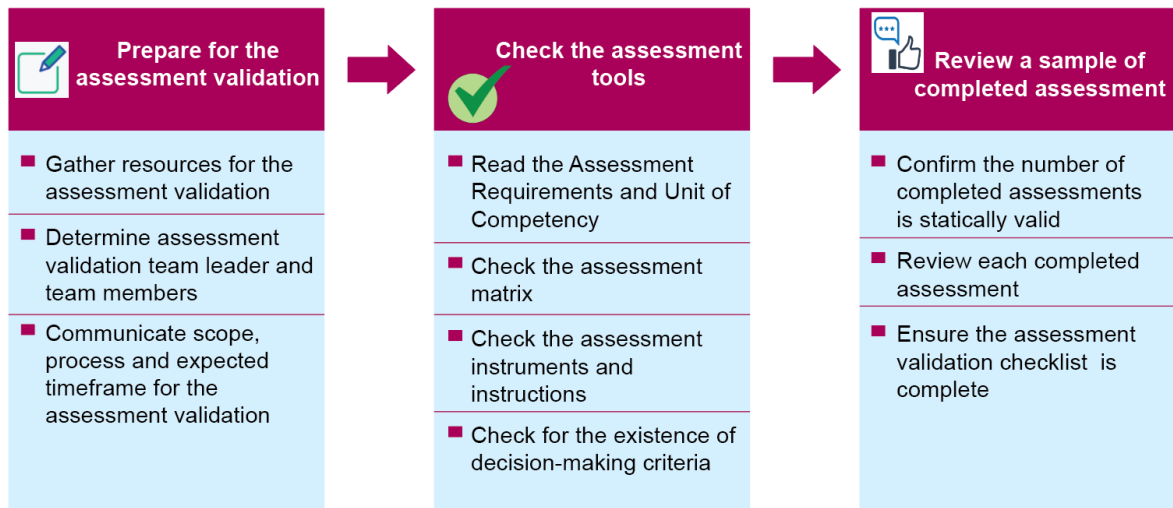 Prepare for the
assessment validation
Gather resources for the
assessment validation
Determine assessment
validation team leader and
team members
Communicate scope,
process and expected
timeframe for the
assessment validation
Check the assessment
tools
Read the Assessment
Requirements and Unit of
Competency
Check the assessment
matrix
Check the assessment
instruments and
instructions
Check for the existence of
decision-making criteria
Review a sample of
completed assessment
Confirm the number of
completed assessments
is statically valid
Review each completed
assessment
Ensure the assessment
validation checklist  is
complete